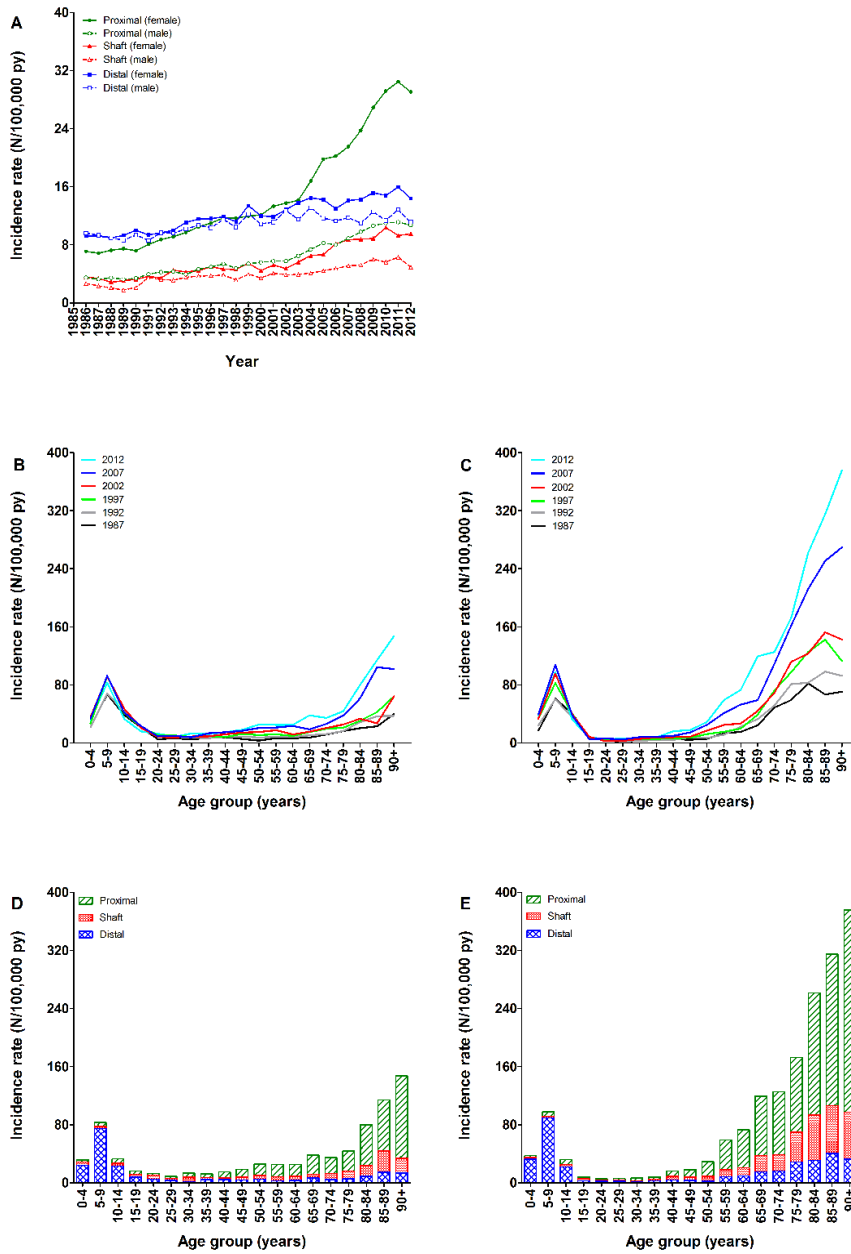 A
Incidence rate (N/100,000 py)
40
32
24
16
8
0
Proximal (female)
Proximal (male)
Shaft (female)
Shaft (male)
Distal (female)
Distal (male)
1985 1986 1987 1988 1989 1990 1991 1992 1993 1994 1995 1996 1997 1998 1999 2000 2001 2002 2003 2004 2005 2006 2007 2008 2009 2010 2011 2012
Year
B
Incidence rate (N/100,000 py)
400
320
240
160
80
0
2012
2007
2002
1997
1992
1987
0-4 5-9 10-14 15-19 20-24 25-29 30-34 35-39 40-44 45-49 50-54 55-59 60-64 65-69 70-74 75-79 80-84 85-89 90+
Age group (years)
C
Incidence rate (N/100,000 py)
400
320
240
160
80
0
2012
2007
2002
1997
1992
1987
0-4 5-9 10-14 15-19 20-24 25-29 30-34 35-39 40-44 45-49 50-54 55-59 60-64 65-69 70-74 75-79 80-84 85-89 90+
Age group (years)
D
Incidence rate (N/100,000 py)
400
320
240
160
80
0
Proximal
Shaft
Distal
0-4 5-9 10-14 15-19 20-24 25-29 30-34 35-39 40-44 45-49 50-54 55-59 60-64 65-69 70-74 75-79 80-84 85-89 90+
Age group (years)
E
Incidence rate (N/100,000 py)
400
320
240
160
80
0
Proximal
Shaft
Distal
0-4 5-9 10-14 15-19 20-24 25-29 30-34 35-39 40-44 45-49 50-54 55-59 60-64 65-69 70-74 75-79 80-84 85-89 90+
Age group (years)